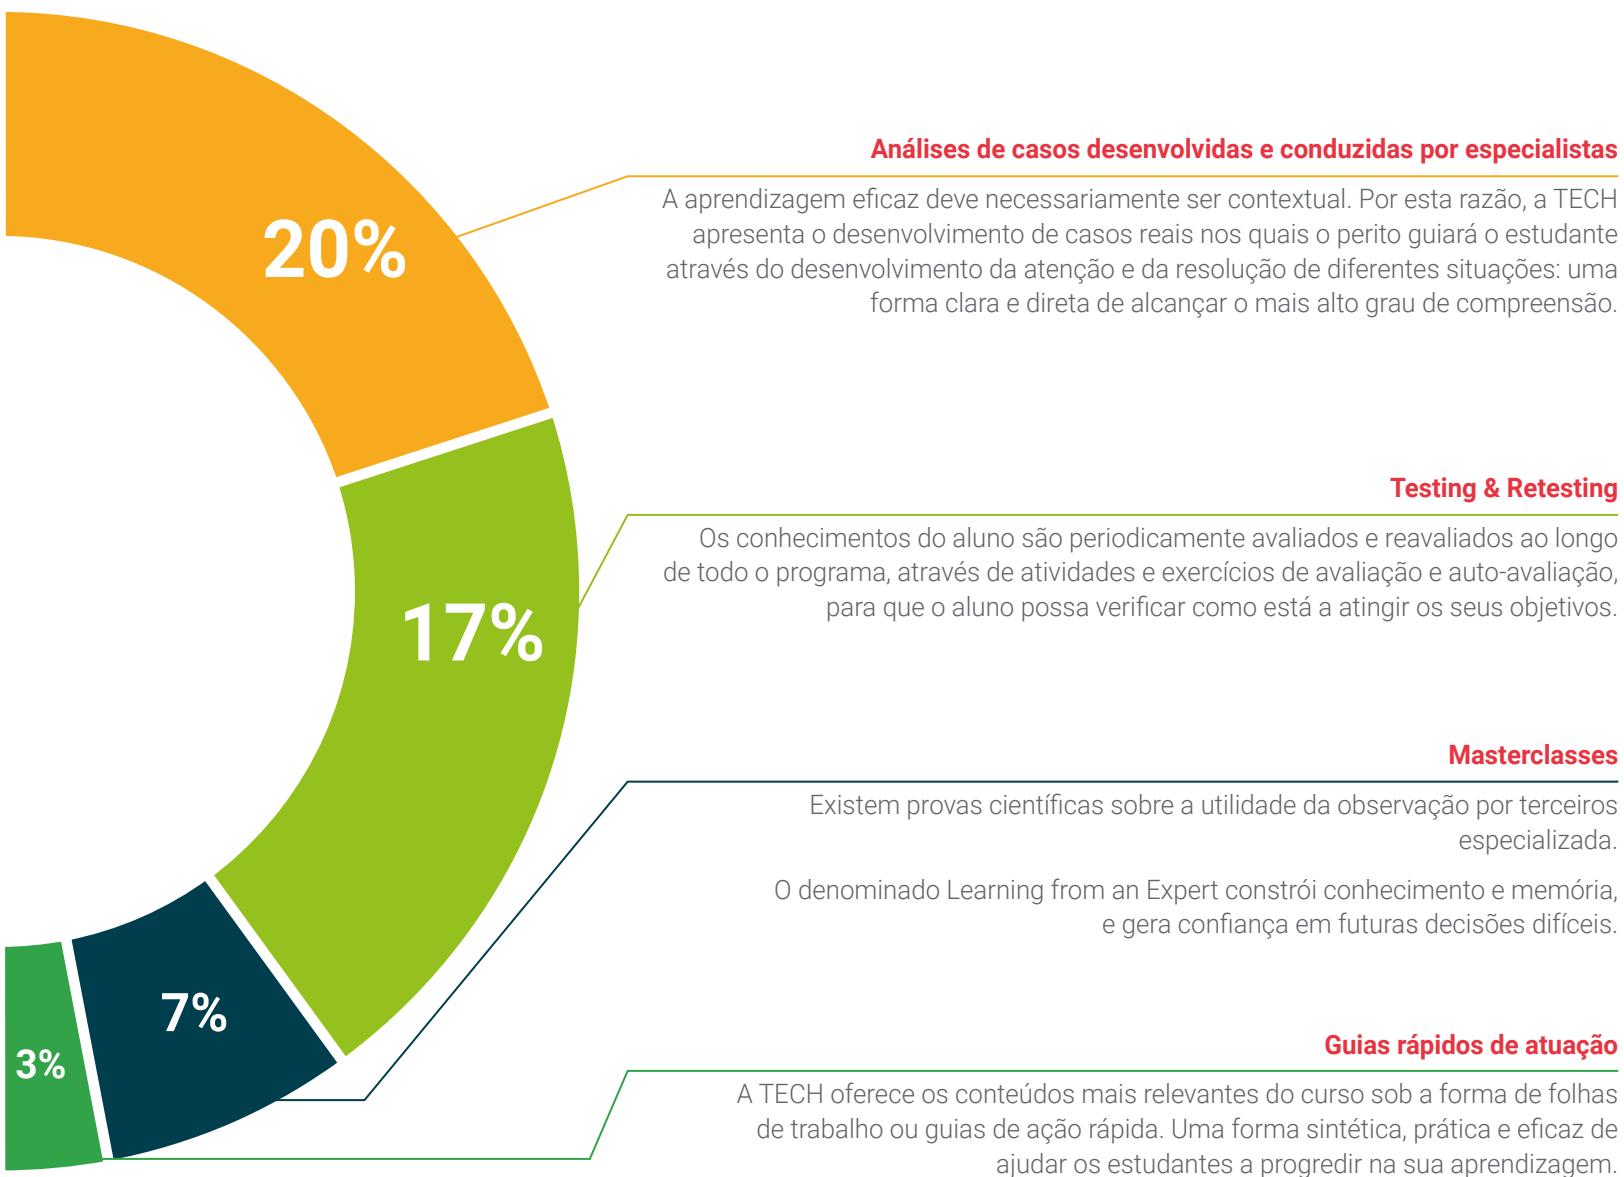 20%
Análises de casos desenvolvidas e conduzidas por especialistas
A aprendizagem eficaz deve necessariamente ser contextual. Por esta razão, a TECH
apresenta o desenvolvimento de casos reais nos quais o perito guiará o estudante
através do desenvolvimento da atenção e da resolução de diferentes situações: uma
forma clara e direta de alcançar o mais alto grau de compreensão.
17%
Testing & Retesting
Os conhecimentos do aluno são periodicamente avaliados e reavaliados ao longo
de todo o programa, através de atividades e exercícios de avaliação e auto-avaliação,
para que o aluno possa verificar como está a atingir os seus objetivos.
7%
Masterclasses
Existem provas científicas sobre a utilidade da observação por terceiros
especializada.
O denominado Learning from an Expert constrói conhecimento e memória,
e gera confiança em futuras decisões difíceis.
3%
Guias rápidos de atuação
A TECH oferece os conteúdos mais relevantes do curso sob a forma de folhas
de trabalho ou guias de ação rápida. Uma forma sintética, prática e eficaz de
ajudar os estudantes a progredir na sua aprendizagem.